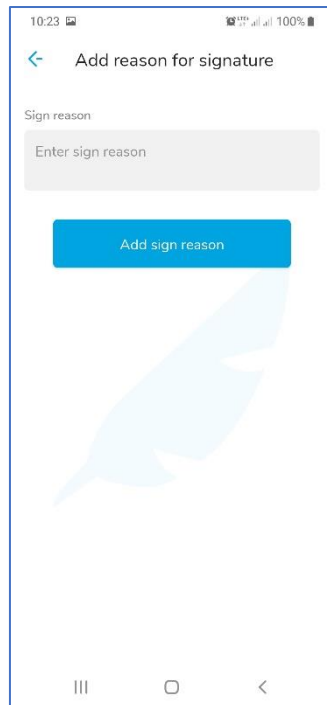 10:23 100%
Add reason for signature
Sign reason
Enter sign reason
Add sign reason